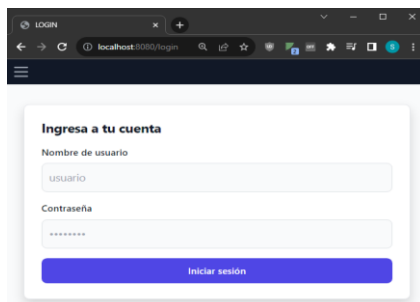 LOGIN
localhost:8080/login
Ingresa a tu cuenta
Nombre de usuario
usuario
Contraseña
••••••••
Iniciar sesión